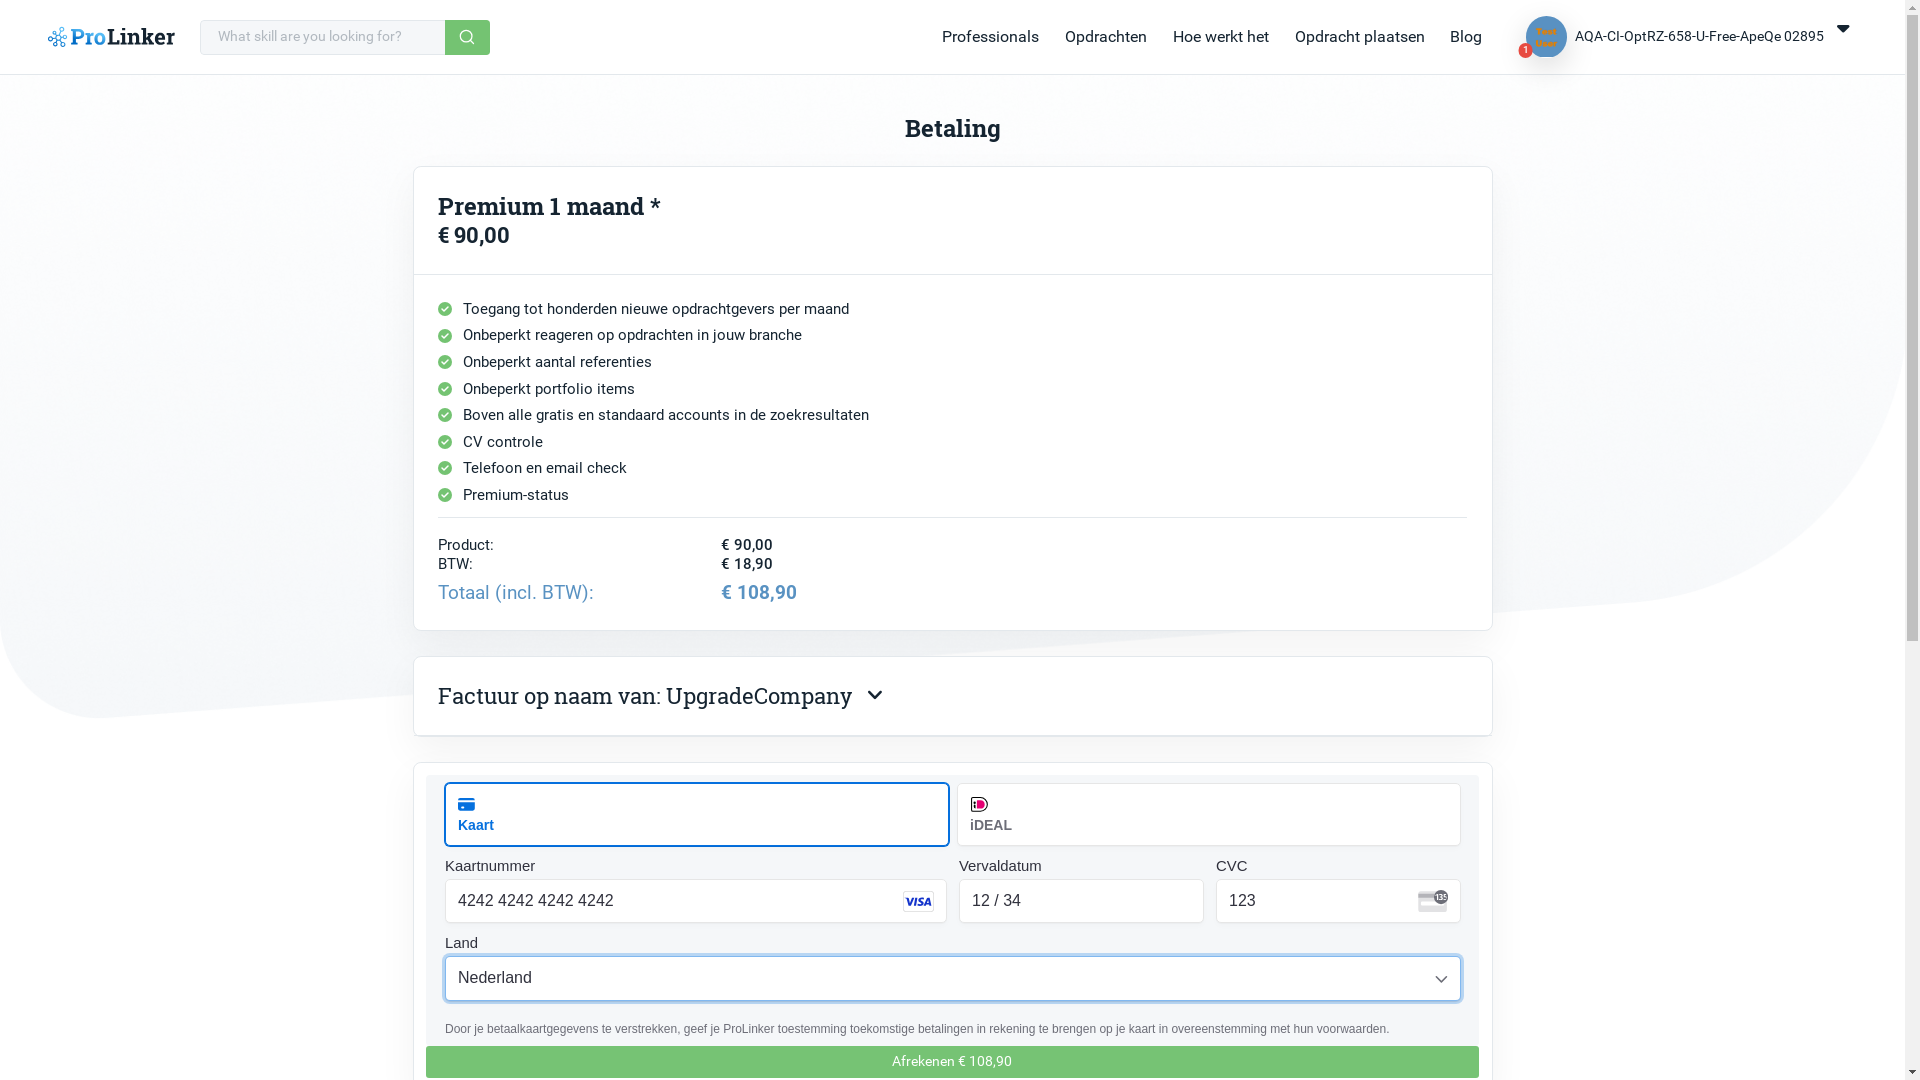 ProLinker
What skill are you looking for?
Professionals
Opdrachten
Hoe werkt het
Opdracht plaatsen
Blog
Test
User
1
AQA-CI-OptRZ-658-U-Free-ApeQe 02895
Betaling
Premium 1 maand *
€ 90,00
Toegang tot honderden nieuwe opdrachtgevers per maand
Onbeperkt reageren op opdrachten in jouw branche
Onbeperkt aantal referenties
Onbeperkt portfolio items
Boven alle gratis en standaard accounts in de zoekresultaten
CV controle
Telefoon en email check
Premium-status
Product: € 90,00
BTW: € 18,90
Totaal (incl. BTW): € 108,90
Factuur op naam van: UpgradeCompany
Kaart
iDEAL
Kaartnummer
Vervaldatum
CVC
4242 4242 4242 4242
VISA
12 / 34
123
135
Land
Nederland
Door je betaalkaartgegevens te verstrekken, geef je ProLinker toestemming toekomstige betalingen in rekening te brengen op je kaart in overeenstemming met hun voorwaarden.
Afrekenen € 108,90